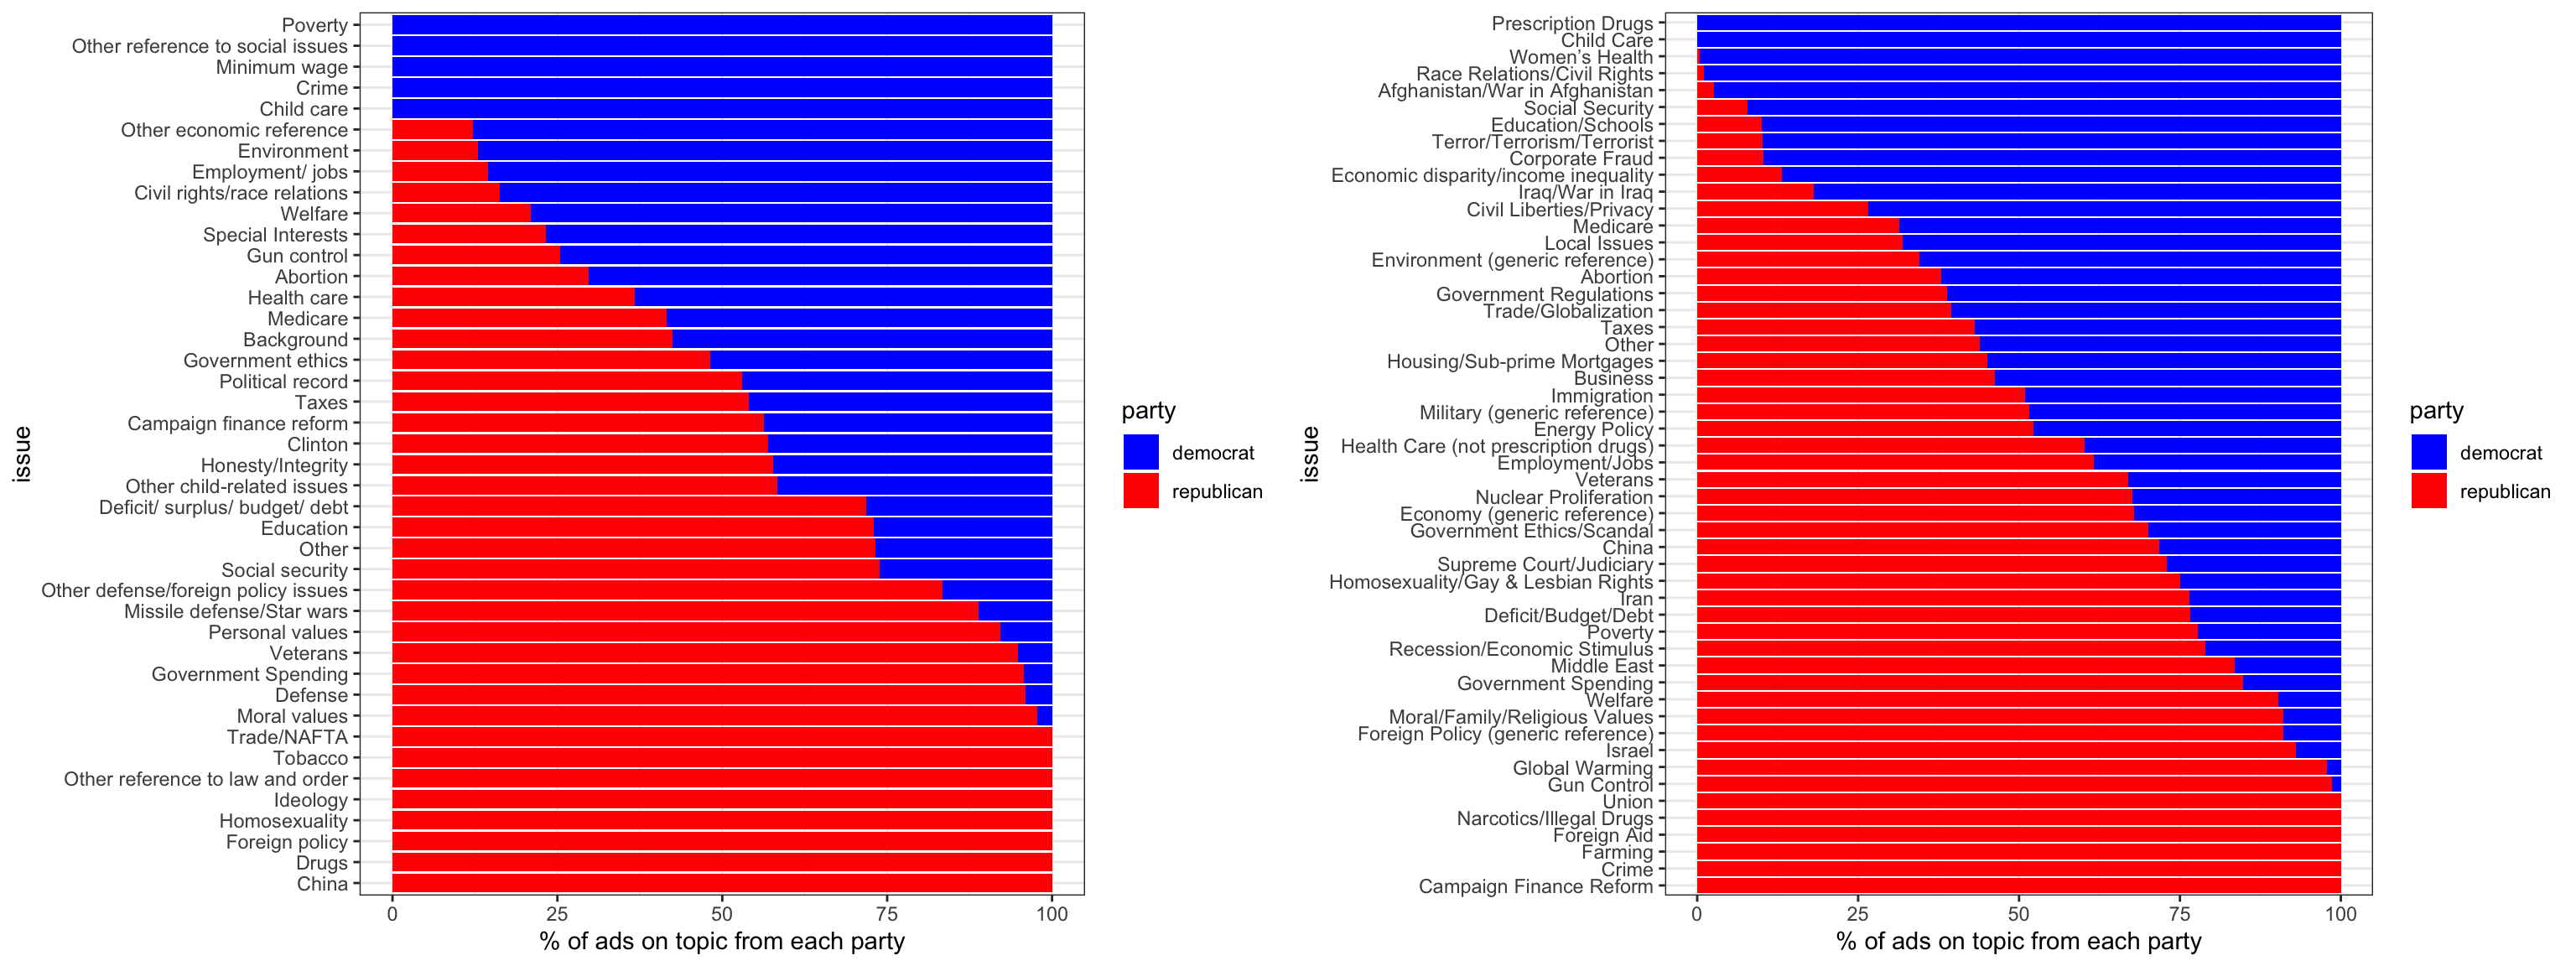 Poverty
Other reference to social issues
Minimum wage
Crime
Child care
Other economic reference
Environment
Employment/ jobs
Civil rights/race relations
Welfare
Special Interests
Gun control
Abortion
Health care
Medicare
Background
Government ethics
Political record
Taxes
Campaign finance reform
Clinton
Honesty/Integrity
Other child-related issues
Deficit/ surplus/ budget/ debt
Education
Other
Social security
Other defense/foreign policy issues
Missile defense/Star wars
Personal values
Veterans
Government Spending
Defense
Moral values
Trade/NAFTA
Tobacco
Other reference to law and order
Ideology
Homosexuality
Foreign policy
Drugs
China
issue
0 25 50 75 100
% of ads on topic from each party
party
democrat
republican
Prescription Drugs
Child Care
Women's Health
Race Relations/Civil Rights
Afghanistan/War in Afghanistan
Social Security
Education/Schools
Terror/Terrorism/Terrorist
Corporate Fraud
Economic disparity/income inequality
Iraq/War in Iraq
Civil Liberties/Privacy
Medicare
Local Issues
Environment (generic reference)
Abortion
Government Regulations
Trade/Globalization
Taxes
Other
Housing/Sub-prime Mortgages
Business
Immigration
Military (generic reference)
Energy Policy
Health Care (not prescription drugs)
Employment/Jobs
Veterans
Nuclear Proliferation
Economy (generic reference)
Government Ethics/Scandal
China
Supreme Court/Judiciary
Homosexuality/Gay & Lesbian Rights
Iran
Deficit/Budget/Debt
Poverty
Recession/Economic Stimulus
Middle East
Government Spending
Welfare
Moral/Family/Religious Values
Foreign Policy (generic reference)
Israel
Global Warming
Gun Control
Union
Narcotics/Illegal Drugs
Foreign Aid
Farming
Crime
Campaign Finance Reform
issue
0 25 50 75 100
% of ads on topic from each party
party
democrat
republican